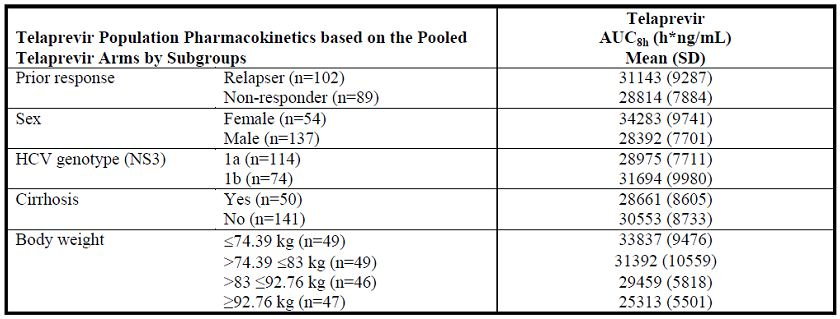 Telaprevir Population Pharmacokinetics based on the Pooled Telaprevir
Telaprevir Arms by Subgroups AUC8h (h*ng/mL)
Mean (SD)
Prior response Relapser (n=102) 31143 (9287)
Non-responder (n=89) 28814 (7884)
Sex Female (n=54) 34283 (9741)
Male (n=137) 28392 (7701)
HCV genotype (NS3) 1a (n=114) 28975 (7711)
1b (n=74) 31694 (9980)
Cirrhosis Yes (n=50) 28661 (8605)
No (n=141) 30553 (8733)
Body weight ≤74.39 kg (n=49) 33837 (9476)
>74.39 ≤83 kg (n=49) 31392 (10559)
>83 ≤92.76 kg (n=46) 29459 (5818)
≥92.76 kg (n=47) 25313 (5501)